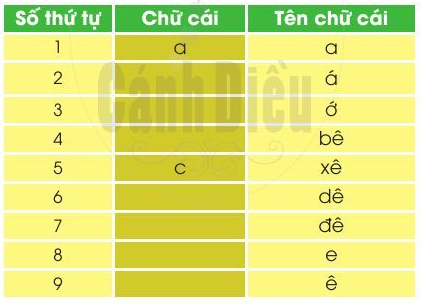 Số thứ tự Chữ cái Tên chữ cái
1 a a
2 á
3 ớ
4 bê
5 c xê
6 dê
7 đê
8 e
9 ê
Cánh Diều